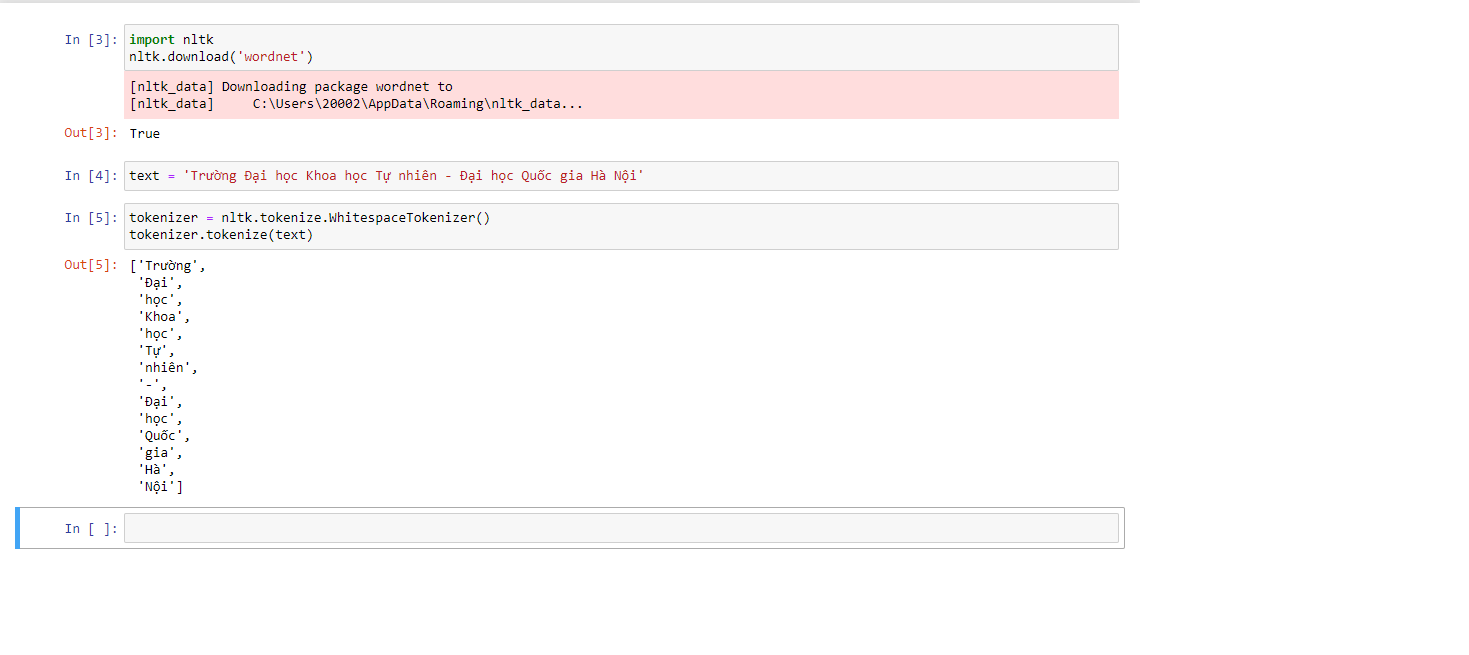 In [3]: import nltk
nltk.download('wordnet')
[nltk_data] Downloading package wordnet to
[nltk_data]     C:\Users\20002\AppData\Roaming\nltk_data...
Out[3]: True
In [4]: text = 'Trường Đại học Khoa học Tự nhiên - Đại học Quốc gia Hà Nội'
In [5]: tokenizer = nltk.tokenize.WhitespaceTokenizer()
tokenizer.tokenize(text)
Out[5]: ['Trường',
'Đại',
'học',
'Khoa',
'học',
'Tự',
'nhiên',
'-',
'Đại',
'học',
'Quốc',
'gia',
'Hà',
'Nội']
In [ ]: